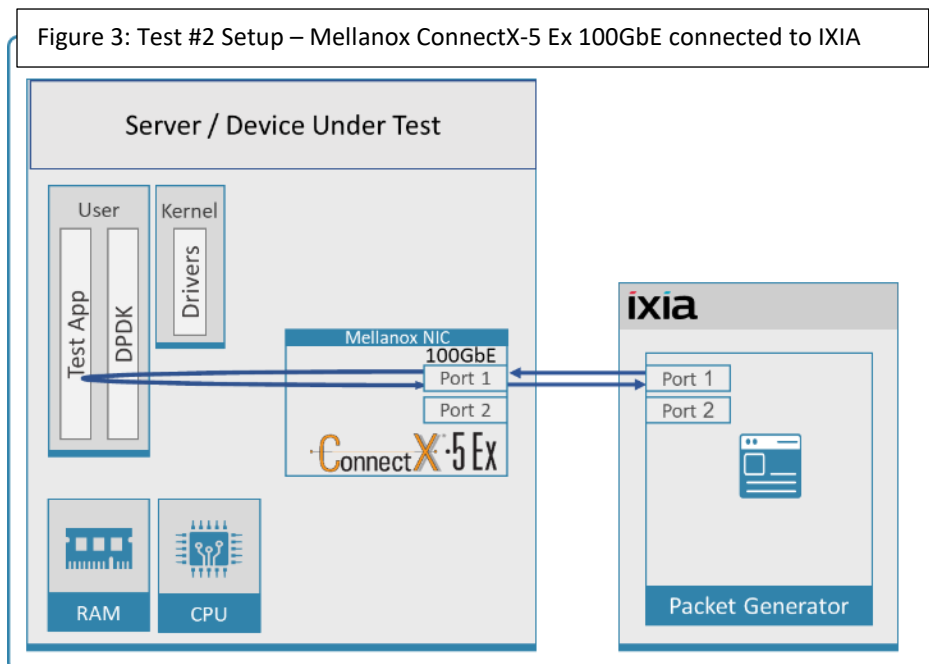 Figure 3: Test #2 Setup – Mellanox ConnectX-5 Ex 100GbE connected to IXIA
Server / Device Under Test
User
Kernel
Test App
DPDK
Drivers
Mellanox NIC
100GbE
Port 1
Port 2
ConnectX·5 Ex
RAM
CPU
ixia
Port 1
Port 2
Packet Generator